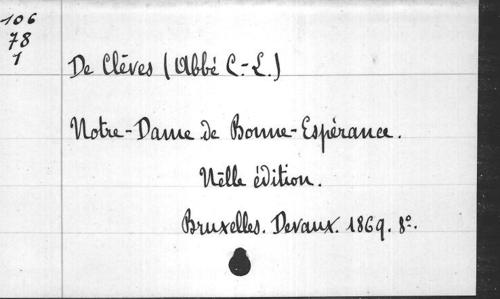 106
78
1
De Clèves (Abbé C.-L.)
Notre-Dame de Bonne-Espérance.
Nelle édition.
Bruxelles. Devaux. 1869. 8°.